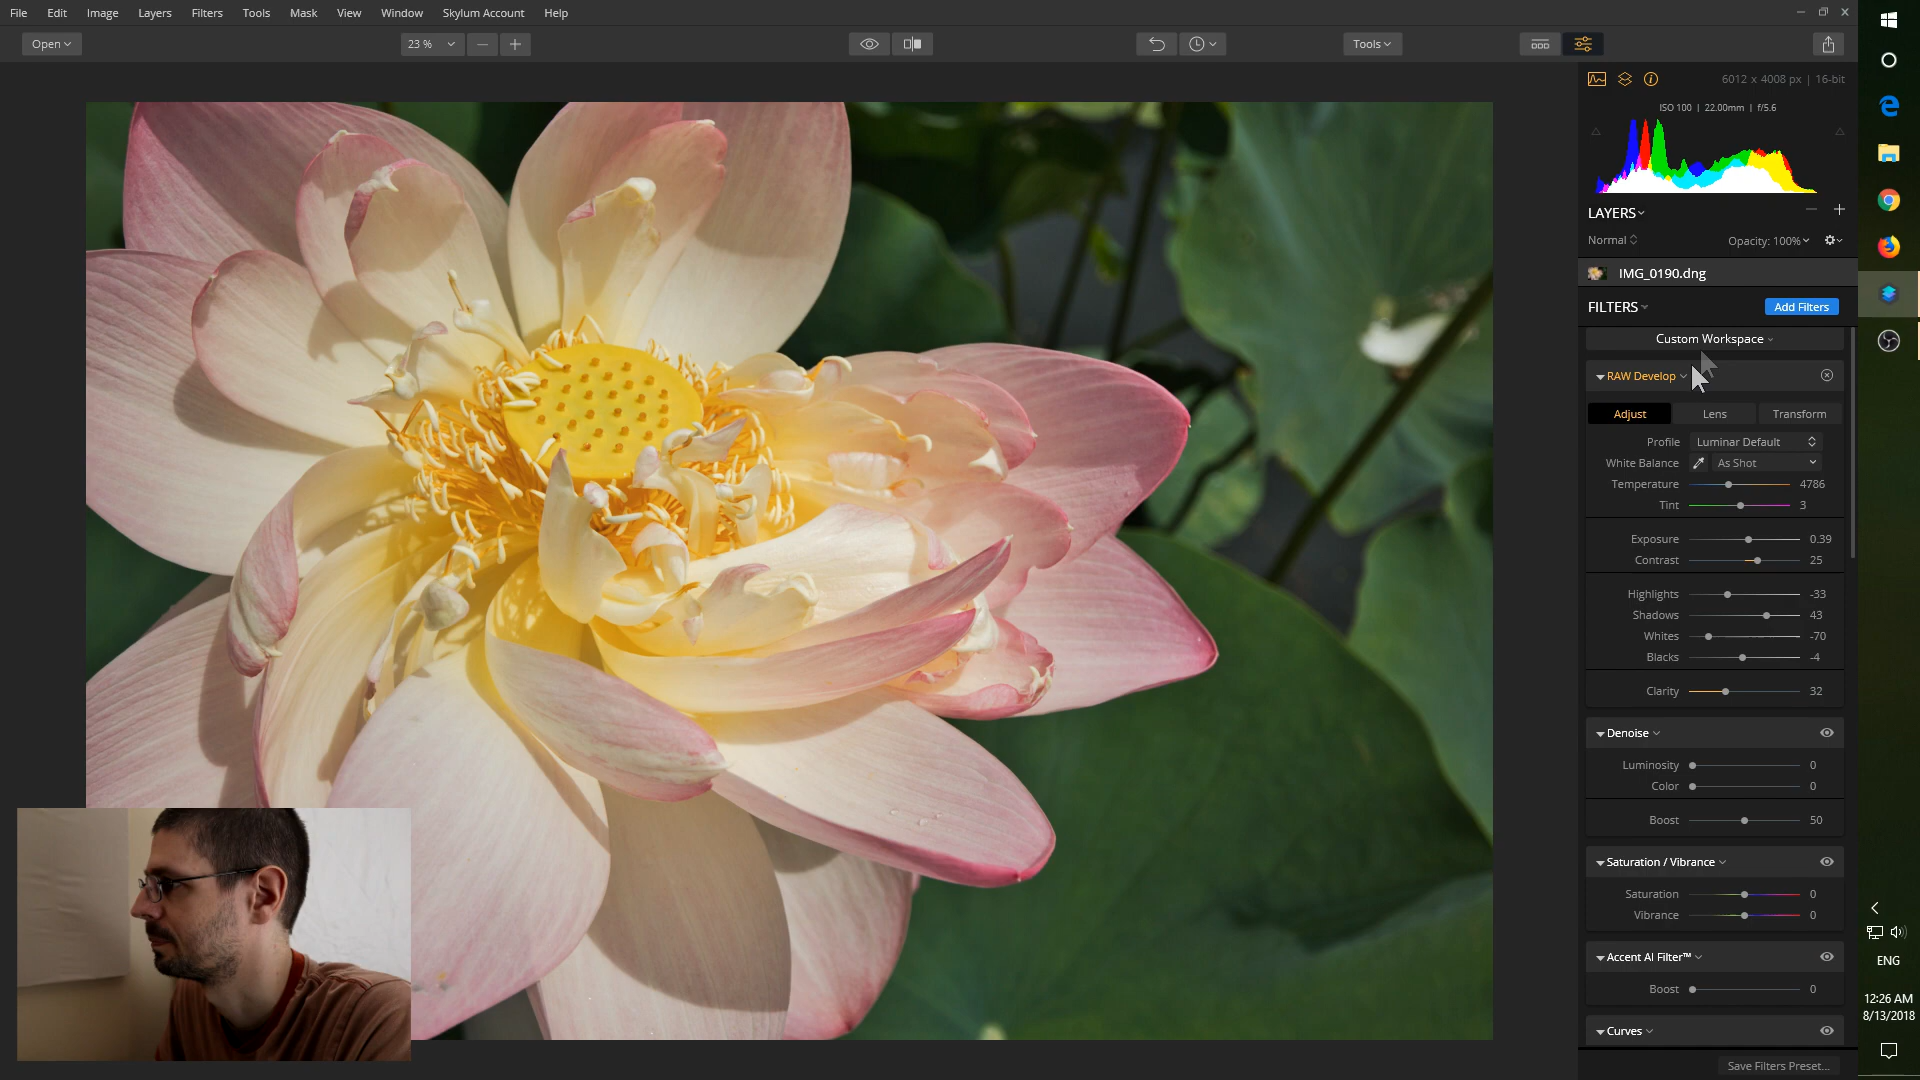 File Edit Image Layers Filters Tools Mask View Window Skylum Account Help
Open 23 % Tools
6012 x 4008 px | 16-bit
ISO 100 | 22.00mm | f/5.6
LAYERS
Normal Opacity: 100%
IMG_0190.dng
FILTERS Add Filters
Custom Workspace
RAW Develop
Adjust Lens Transform
Profile Luminar Default
White Balance As Shot
Temperature 4786
Tint 3
Exposure 0.39
Contrast 25
Highlights -33
Shadows 43
Whites -70
Blacks -4
Clarity 32
Denoise
Luminosity 0
Color 0
Boost 50
Saturation / Vibrance
Saturation 0
Vibrance 0
Accent AI Filter™
Boost 0
Curves
Save Filters Preset...
ENG
12:26 AM
8/13/2018